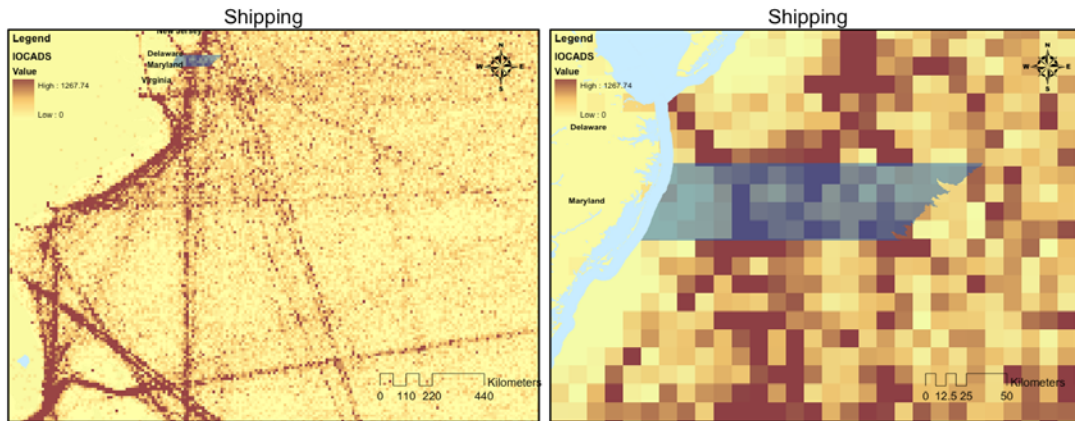 Shipping
Legend
IOCADS
Value
High : 1267.74
Low : 0
New Jersey
Delaware
Maryland
Virginia
N
W E
S
Kilometers
0 110 220 440
Shipping
Legend
IOCADS
Value
High : 1267.74
Low : 0
Delaware
Maryland
N
W E
S
Kilometers
0 12.5 25 50